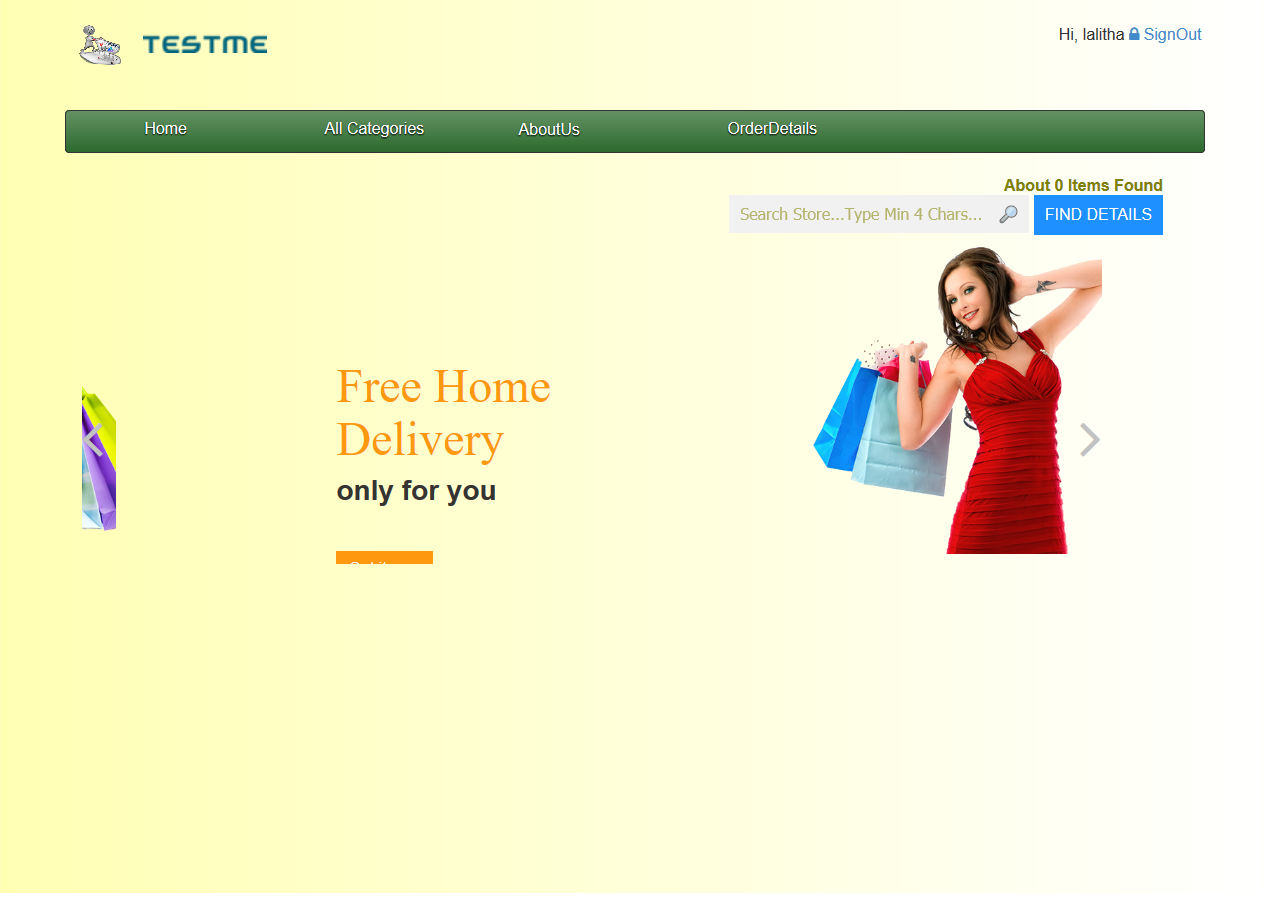 TESTME
Hi, lalitha SignOut
Home All Categories AboutUs OrderDetails
About 0 Items Found
Search Store...Type Min 4 Chars... FIND DETAILS
Free Home
Delivery
only for you